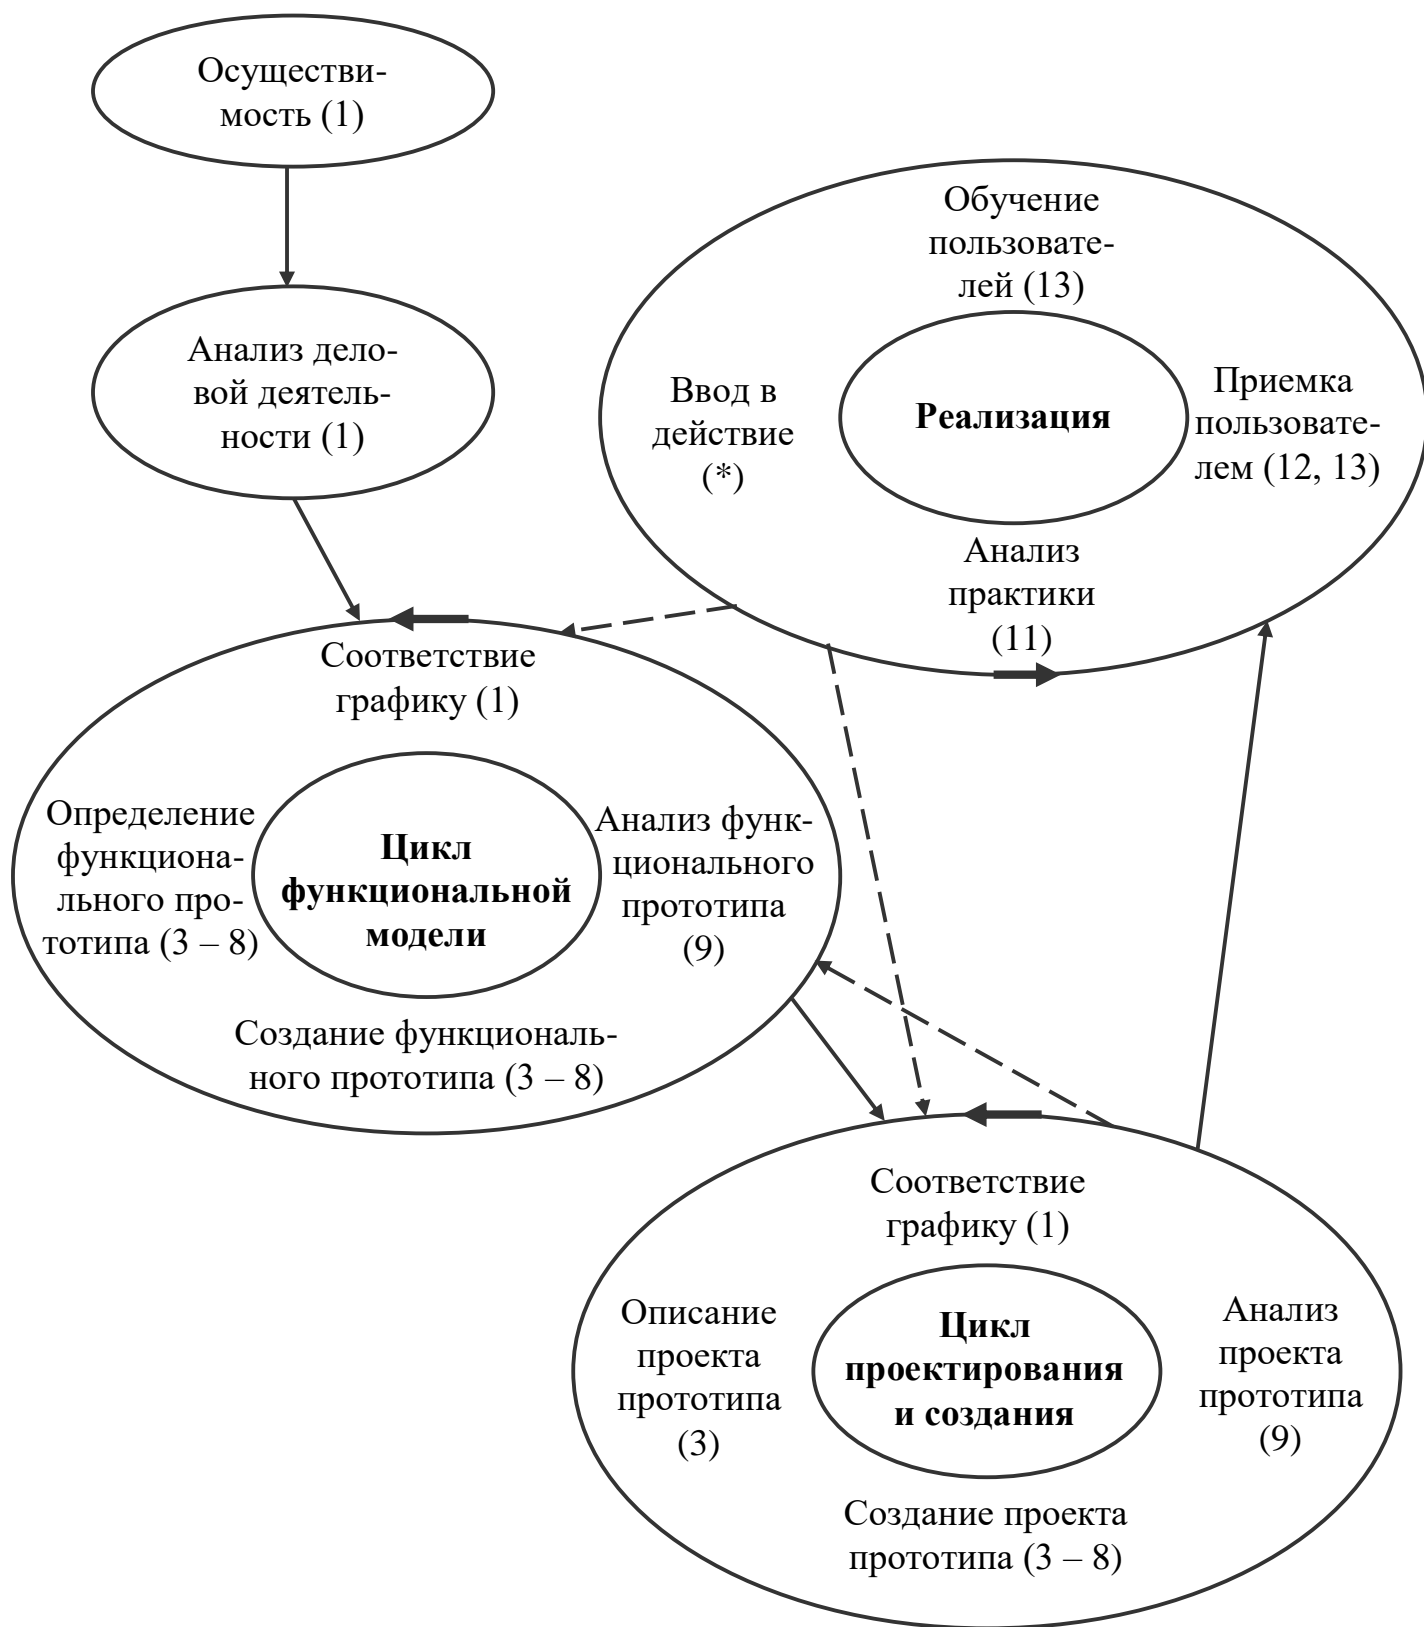 Осуществи-
мость (1)
Анализ дело-
вой деятель-
ности (1)
Обучение
пользовате-
лей (13)
Ввод в
действие
(*)
Реализация
Приемка
пользовате-
лем (12, 13)
Анализ
практики
(11)
Соответствие
графику (1)
Определение
функциона-
льного про-
тотипа (3 – 8)
Цикл
функциональной
модели
Анализ функ-
ционального
прототипа
(9)
Создание функциональ-
ного прототипа (3 – 8)
Соответствие
графику (1)
Описание
проекта
прототипа
(3)
Цикл
проектирования
и создания
Анализ
проекта
прототипа
(9)
Создание проекта
прототипа (3 – 8)